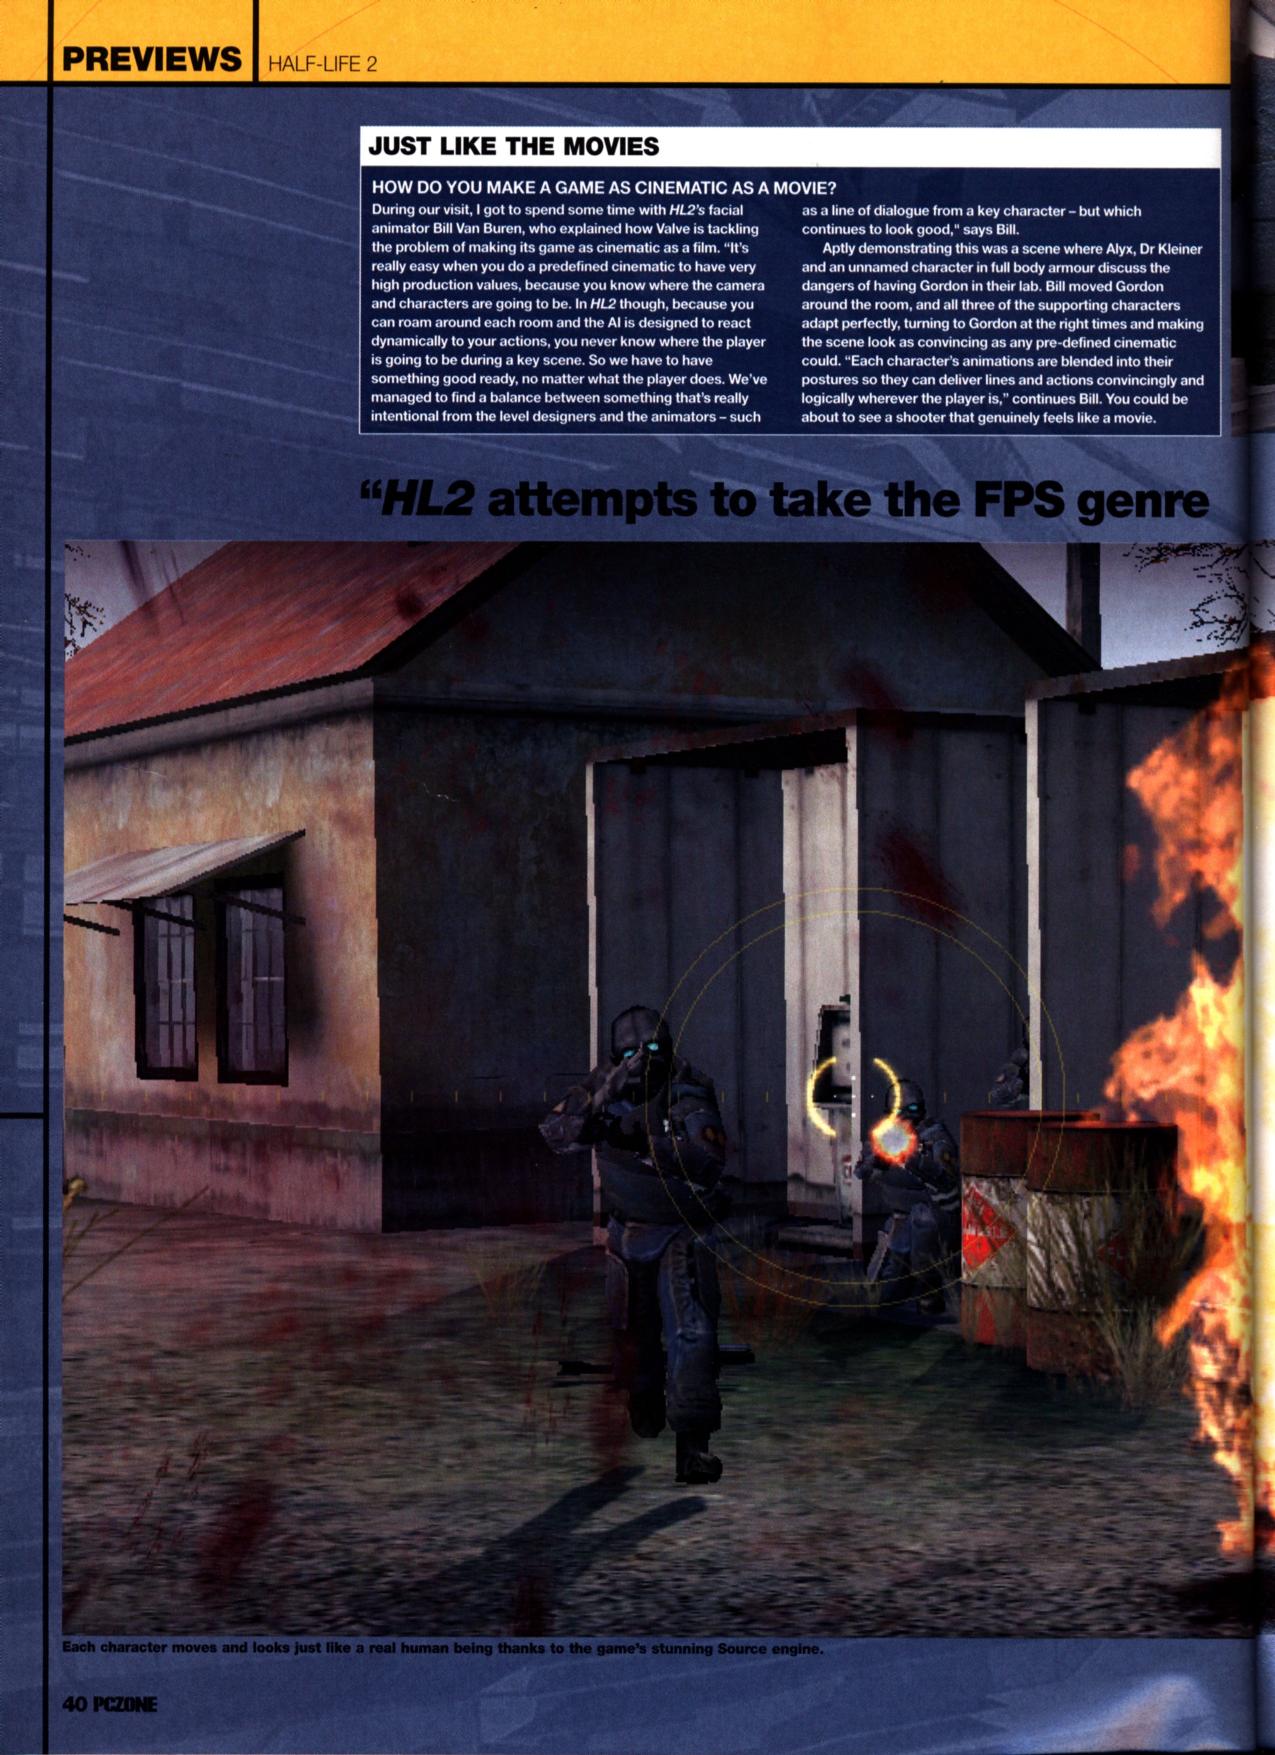 PREVIEWS
HALF-LIFE 2
JUST LIKE THE MOVIES
HOW DO YOU MAKE A GAME AS CINEMATIC AS A MOVIE?
During our visit, I got to spend some time with HL2's facial
animator Bill Van Buren, who explained how Valve is tackling
the problem of making its game as cinematic as a film. “It’s
really easy when you do a predefined cinematic to have very
high production values, because you know where the camera
and characters are going to be. In HL2 though, because you
can roam around each room and the AI is designed to react
dynamically to your actions, you never know where the player
is going to be during a key scene. So we have to have
something good ready, no matter what the player does. We’ve
managed to find a balance between something that’s really
intentional from the level designers and the animators – such
as a line of dialogue from a key character – but which
continues to look good," says Bill.
Aptly demonstrating this was a scene where Alyx, Dr Kleiner
and an unnamed character in full body armour discuss the
dangers of having Gordon in their lab. Bill moved Gordon
around the room, and all three of the supporting characters
adapt perfectly, turning to Gordon at the right times and making
the scene look as convincing as any pre-defined cinematic
could. “Each character’s animations are blended into their
postures so they can deliver lines and actions convincingly and
logically wherever the player is,” continues Bill. You could be
about to see a shooter that genuinely feels like a movie.
“HL2 attempts to take the FPS genre
Each character moves and looks just like a real human being thanks to the game’s stunning Source engine.
40 PCZONE